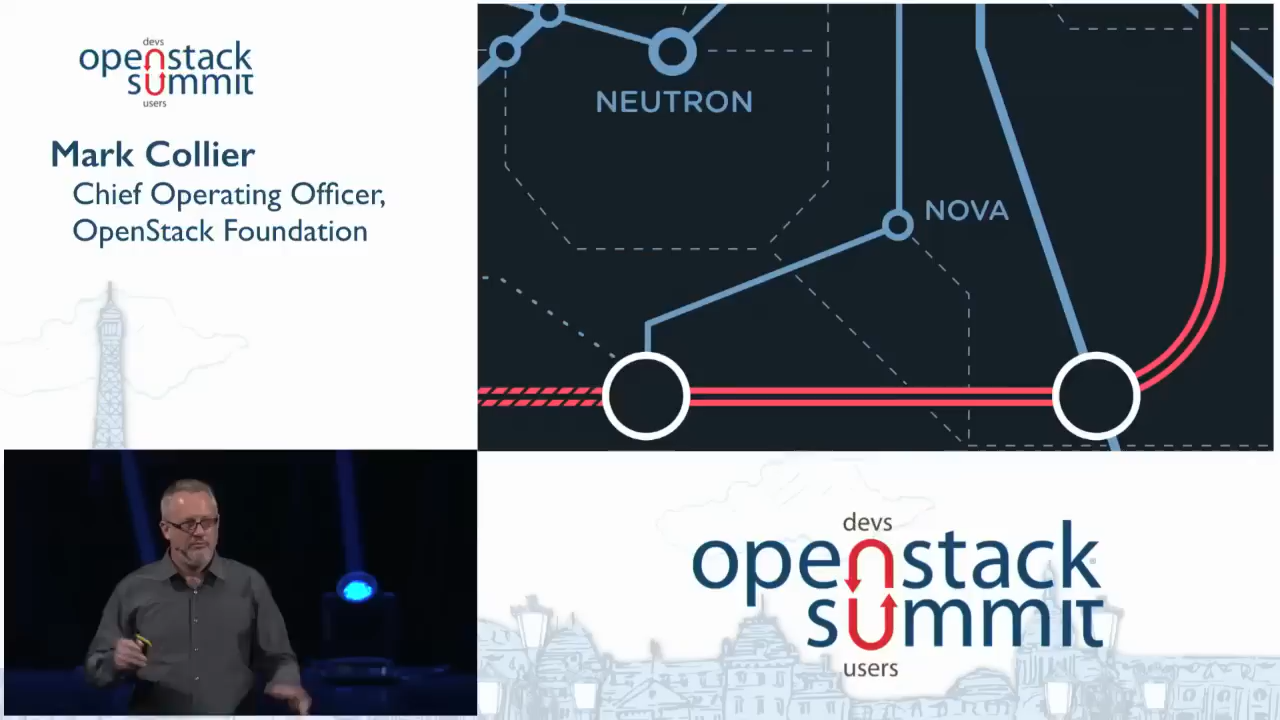 devs
openstack
summit
users
Mark Collier
Chief Operating Officer,
OpenStack Foundation
NEUTRON
NOVA
devs
openstack
summit
users